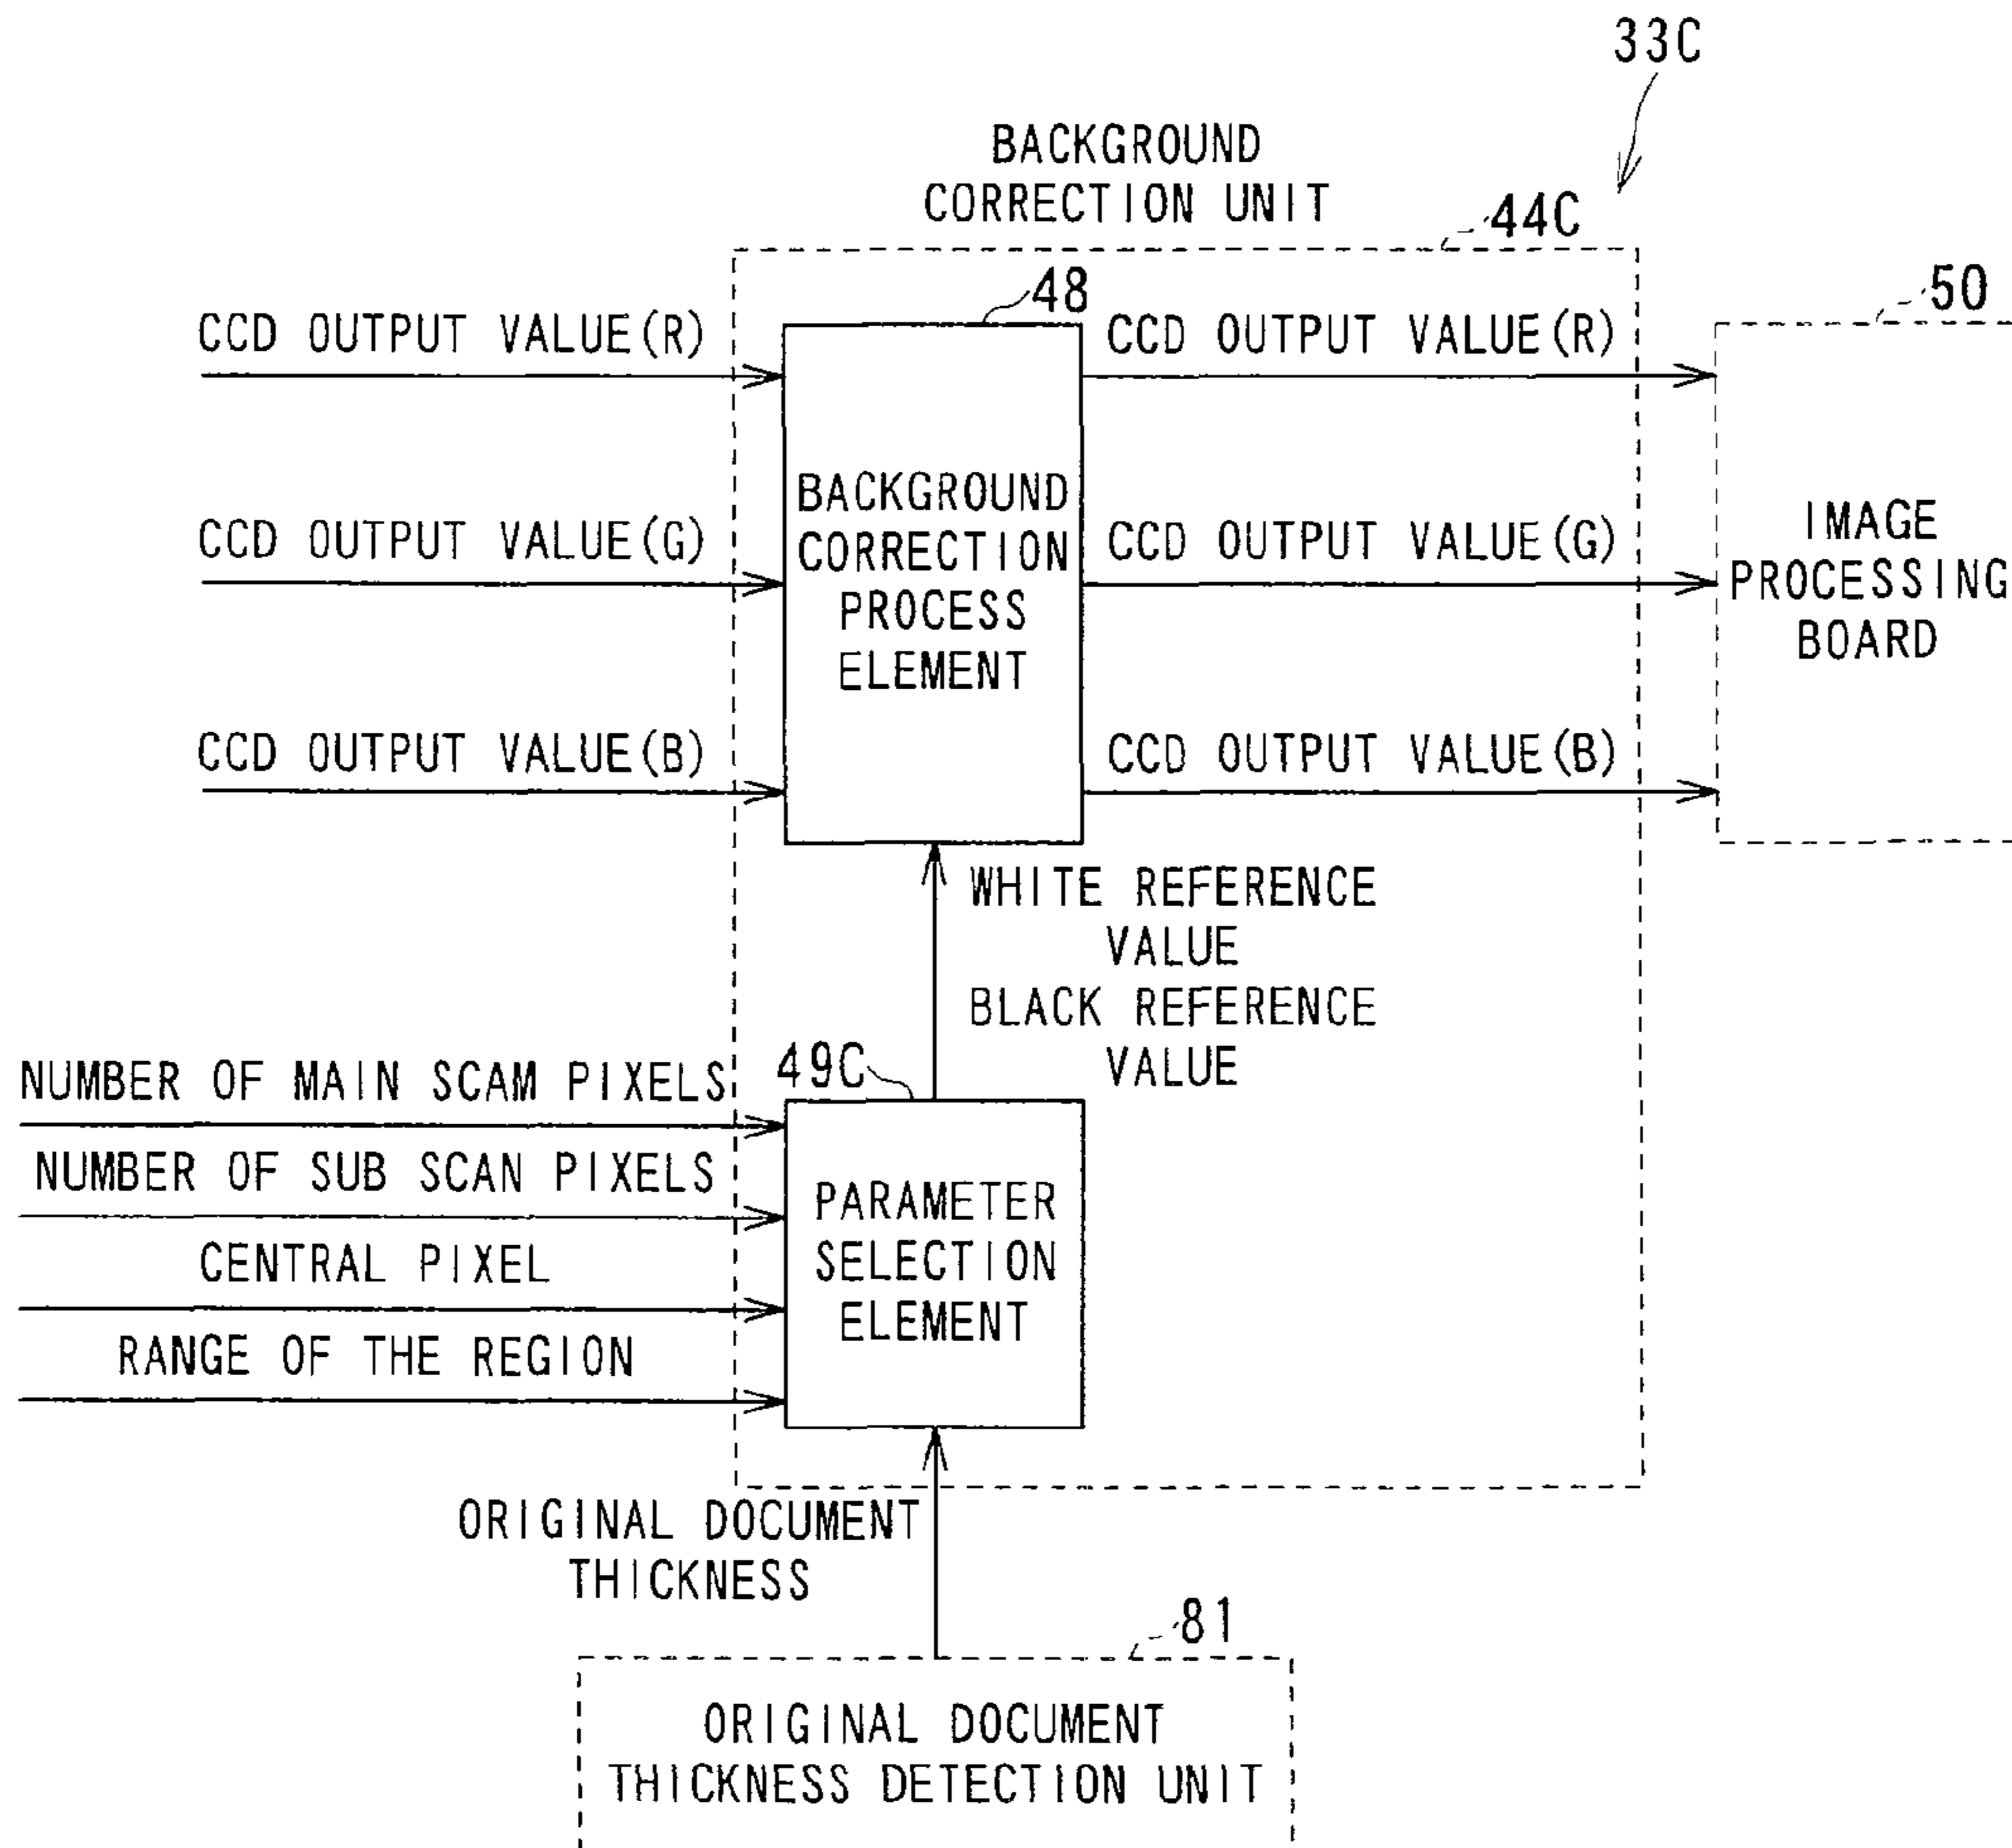 33C
BACKGROUND
CORRECTION UNIT
44C
48
50
CCD OUTPUT VALUE(R)
CCD OUTPUT VALUE(R)
CCD OUTPUT VALUE(G)
CCD OUTPUT VALUE(G)
CCD OUTPUT VALUE(B)
CCD OUTPUT VALUE(B)
BACKGROUND
CORRECTION
PROCESS
ELEMENT
IMAGE
PROCESSING
BOARD
WHITE REFERENCE
VALUE
BLACK REFERENCE
VALUE
49C
NUMBER OF MAIN SCAM PIXELS
NUMBER OF SUB SCAN PIXELS
CENTRAL PIXEL
RANGE OF THE REGION
PARAMETER
SELECTION
ELEMENT
ORIGINAL DOCUMENT
THICKNESS
81
ORIGINAL DOCUMENT
THICKNESS DETECTION UNIT